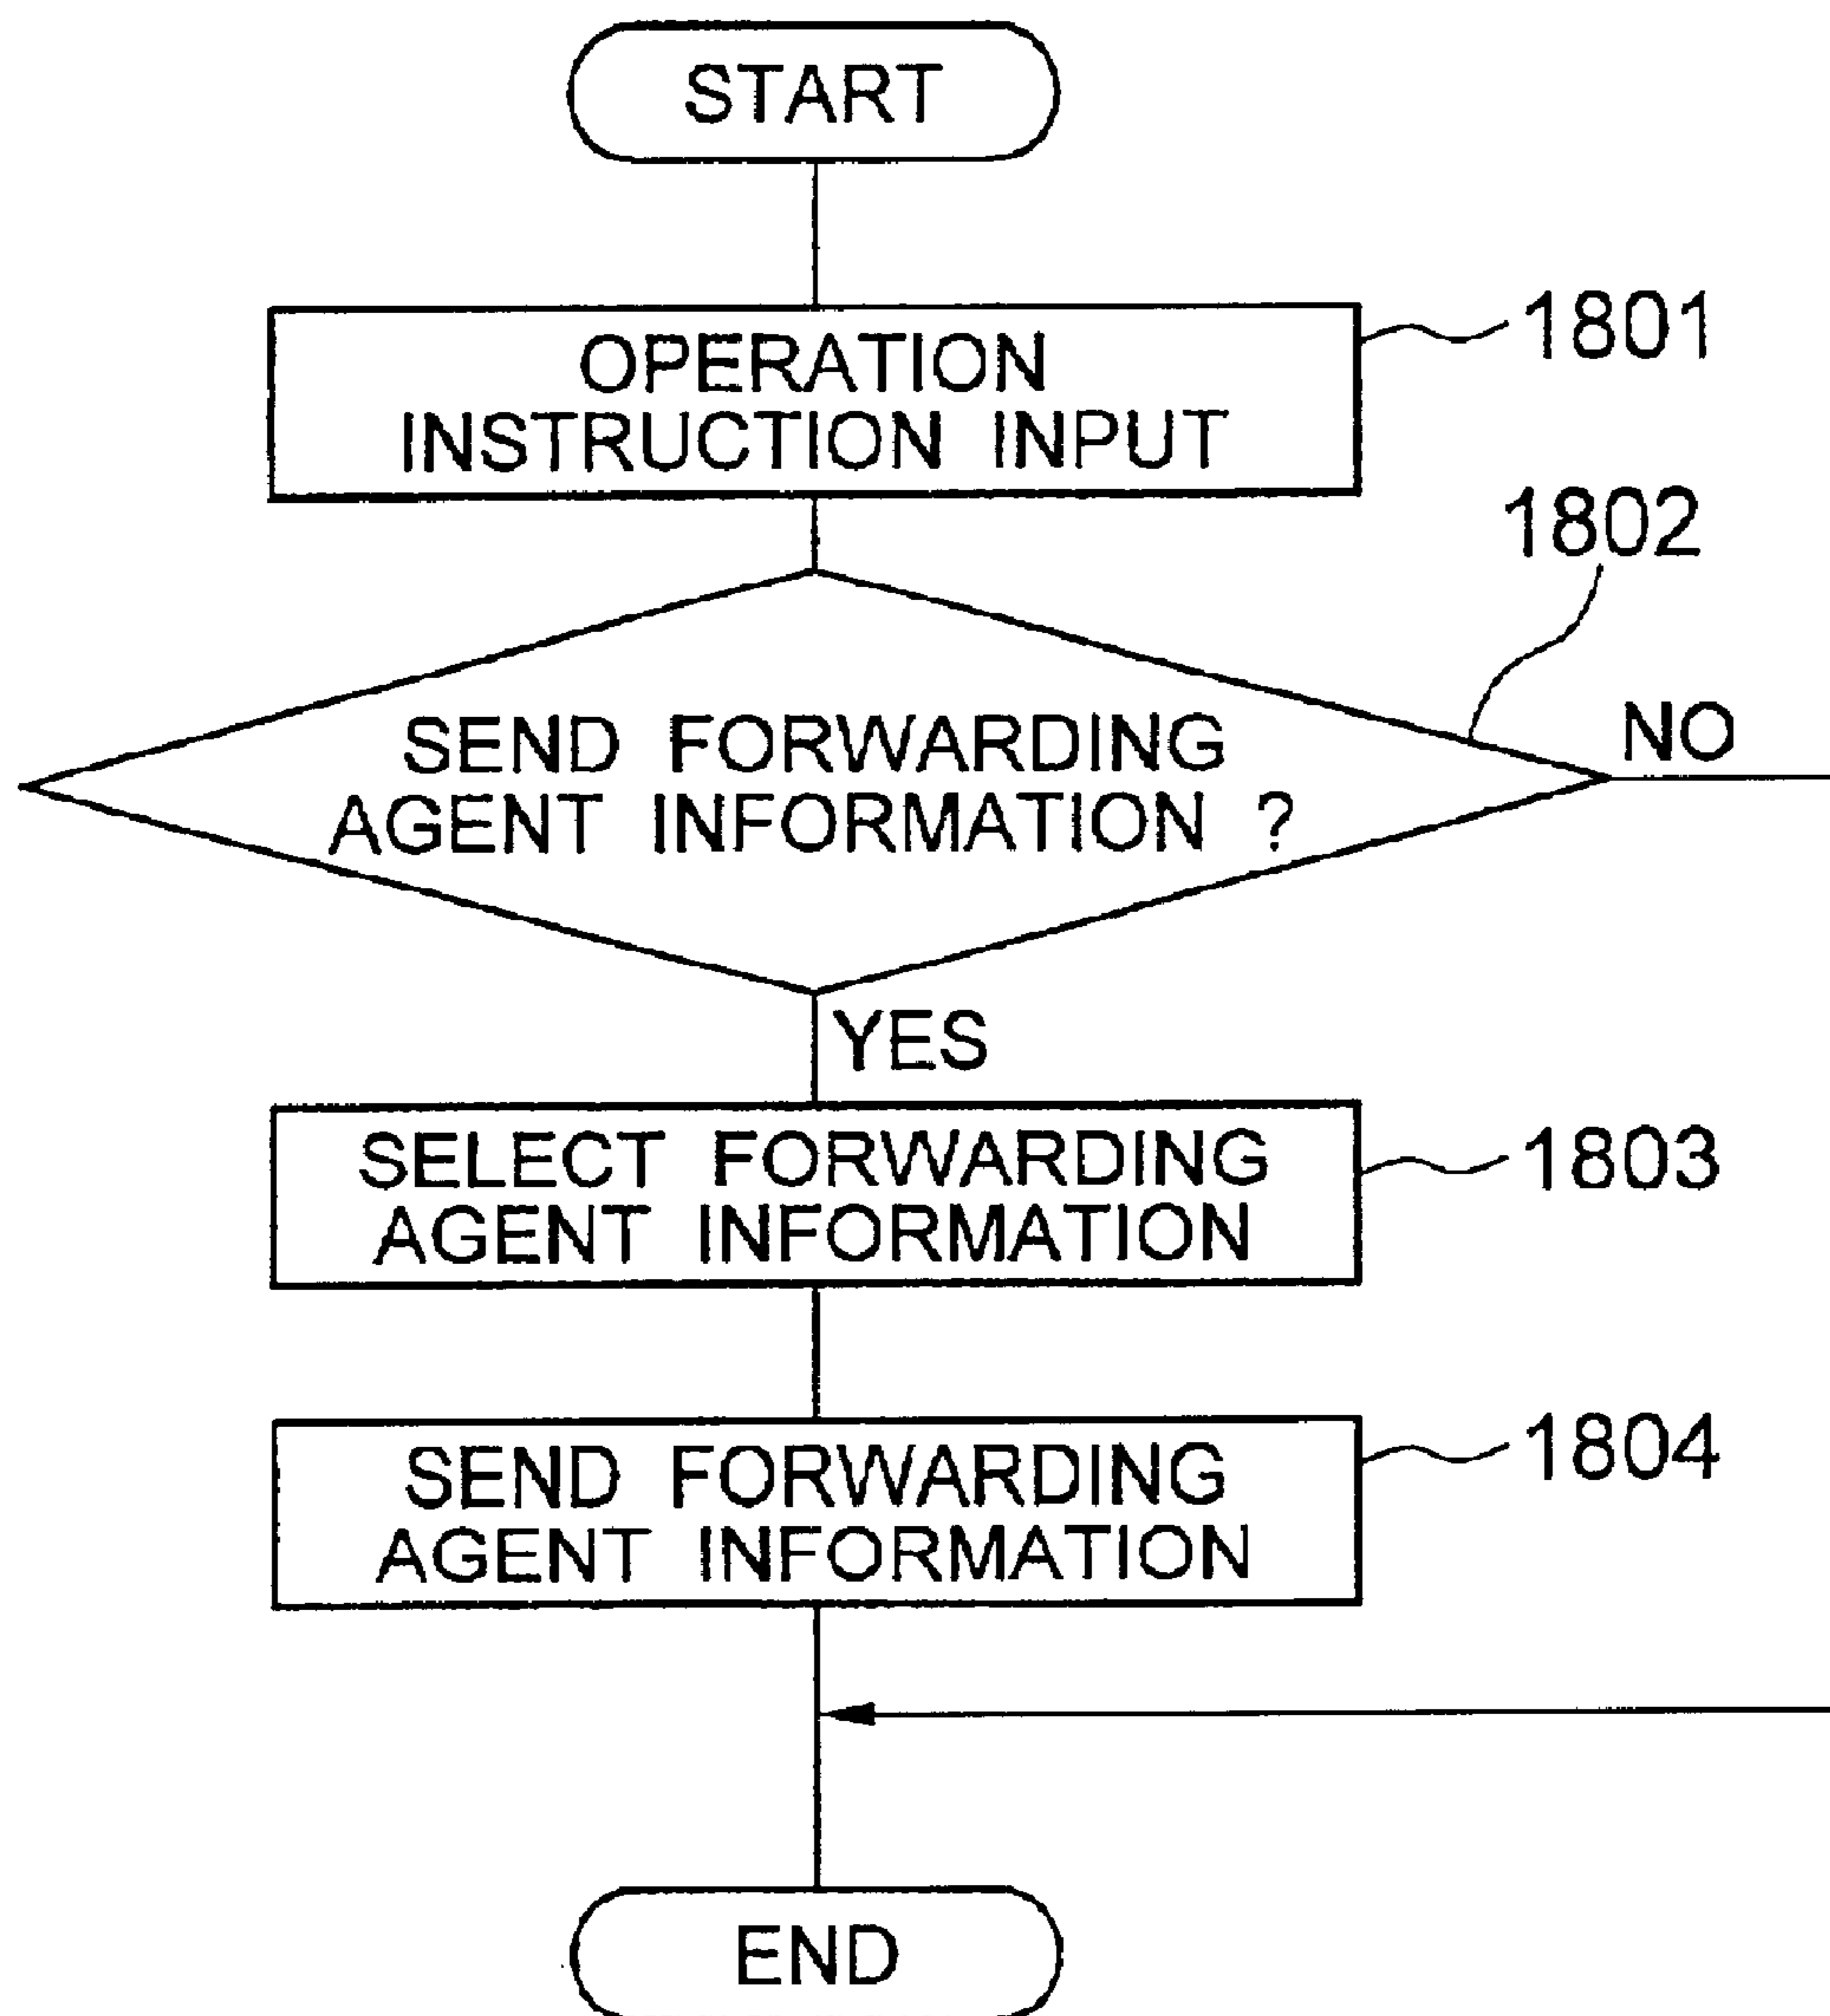 START
OPERATION
INSTRUCTION INPUT
1801
1802
SEND FORWARDING
AGENT INFORMATION ?
NO
YES
SELECT FORWARDING
AGENT INFORMATION
1803
SEND FORWARDING
AGENT INFORMATION
1804
END